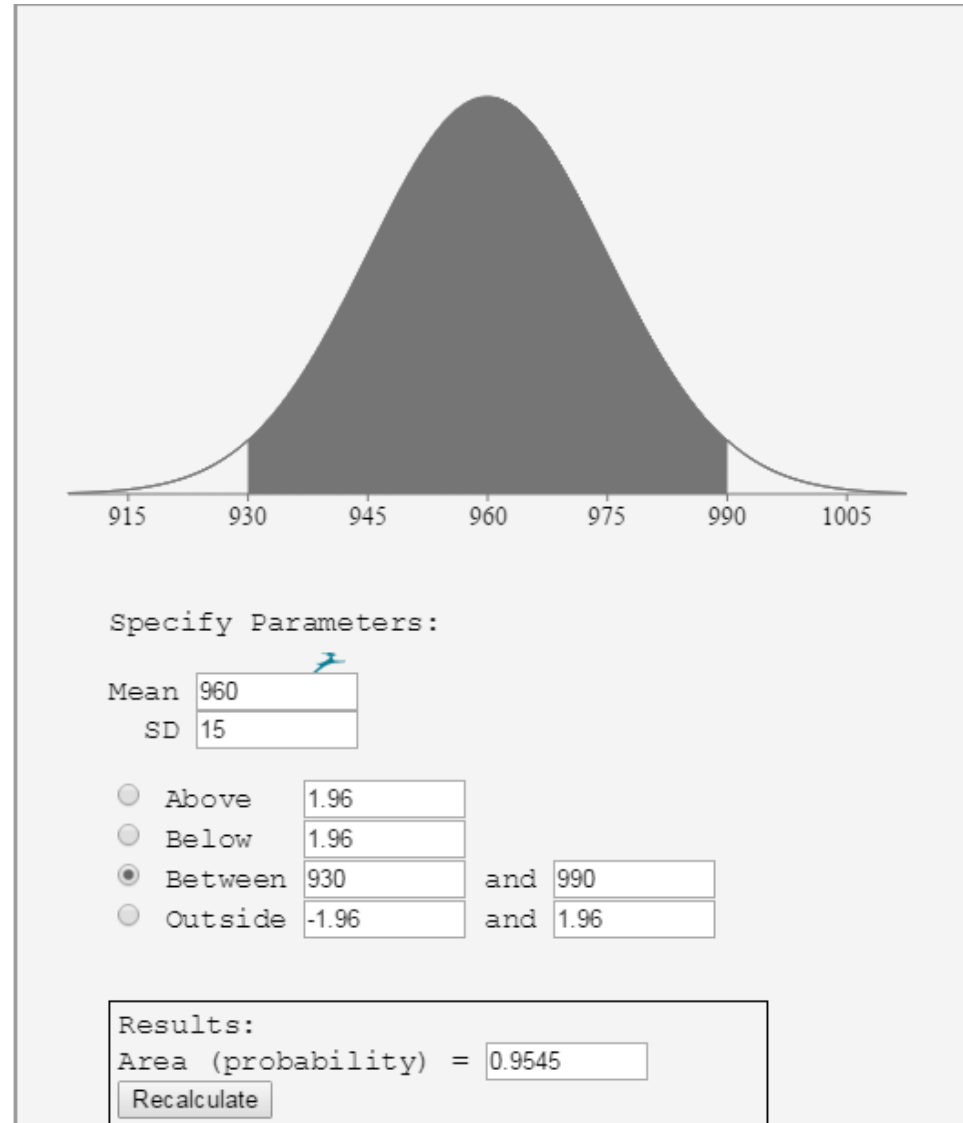 915 930 945 960 975 990 1005
Specify Parameters:
Mean 960
SD 15
Above 1.96
Below 1.96
Between 930 and 990
Outside -1.96 and 1.96
Results:
Area (probability) = 0.9545
Recalculate